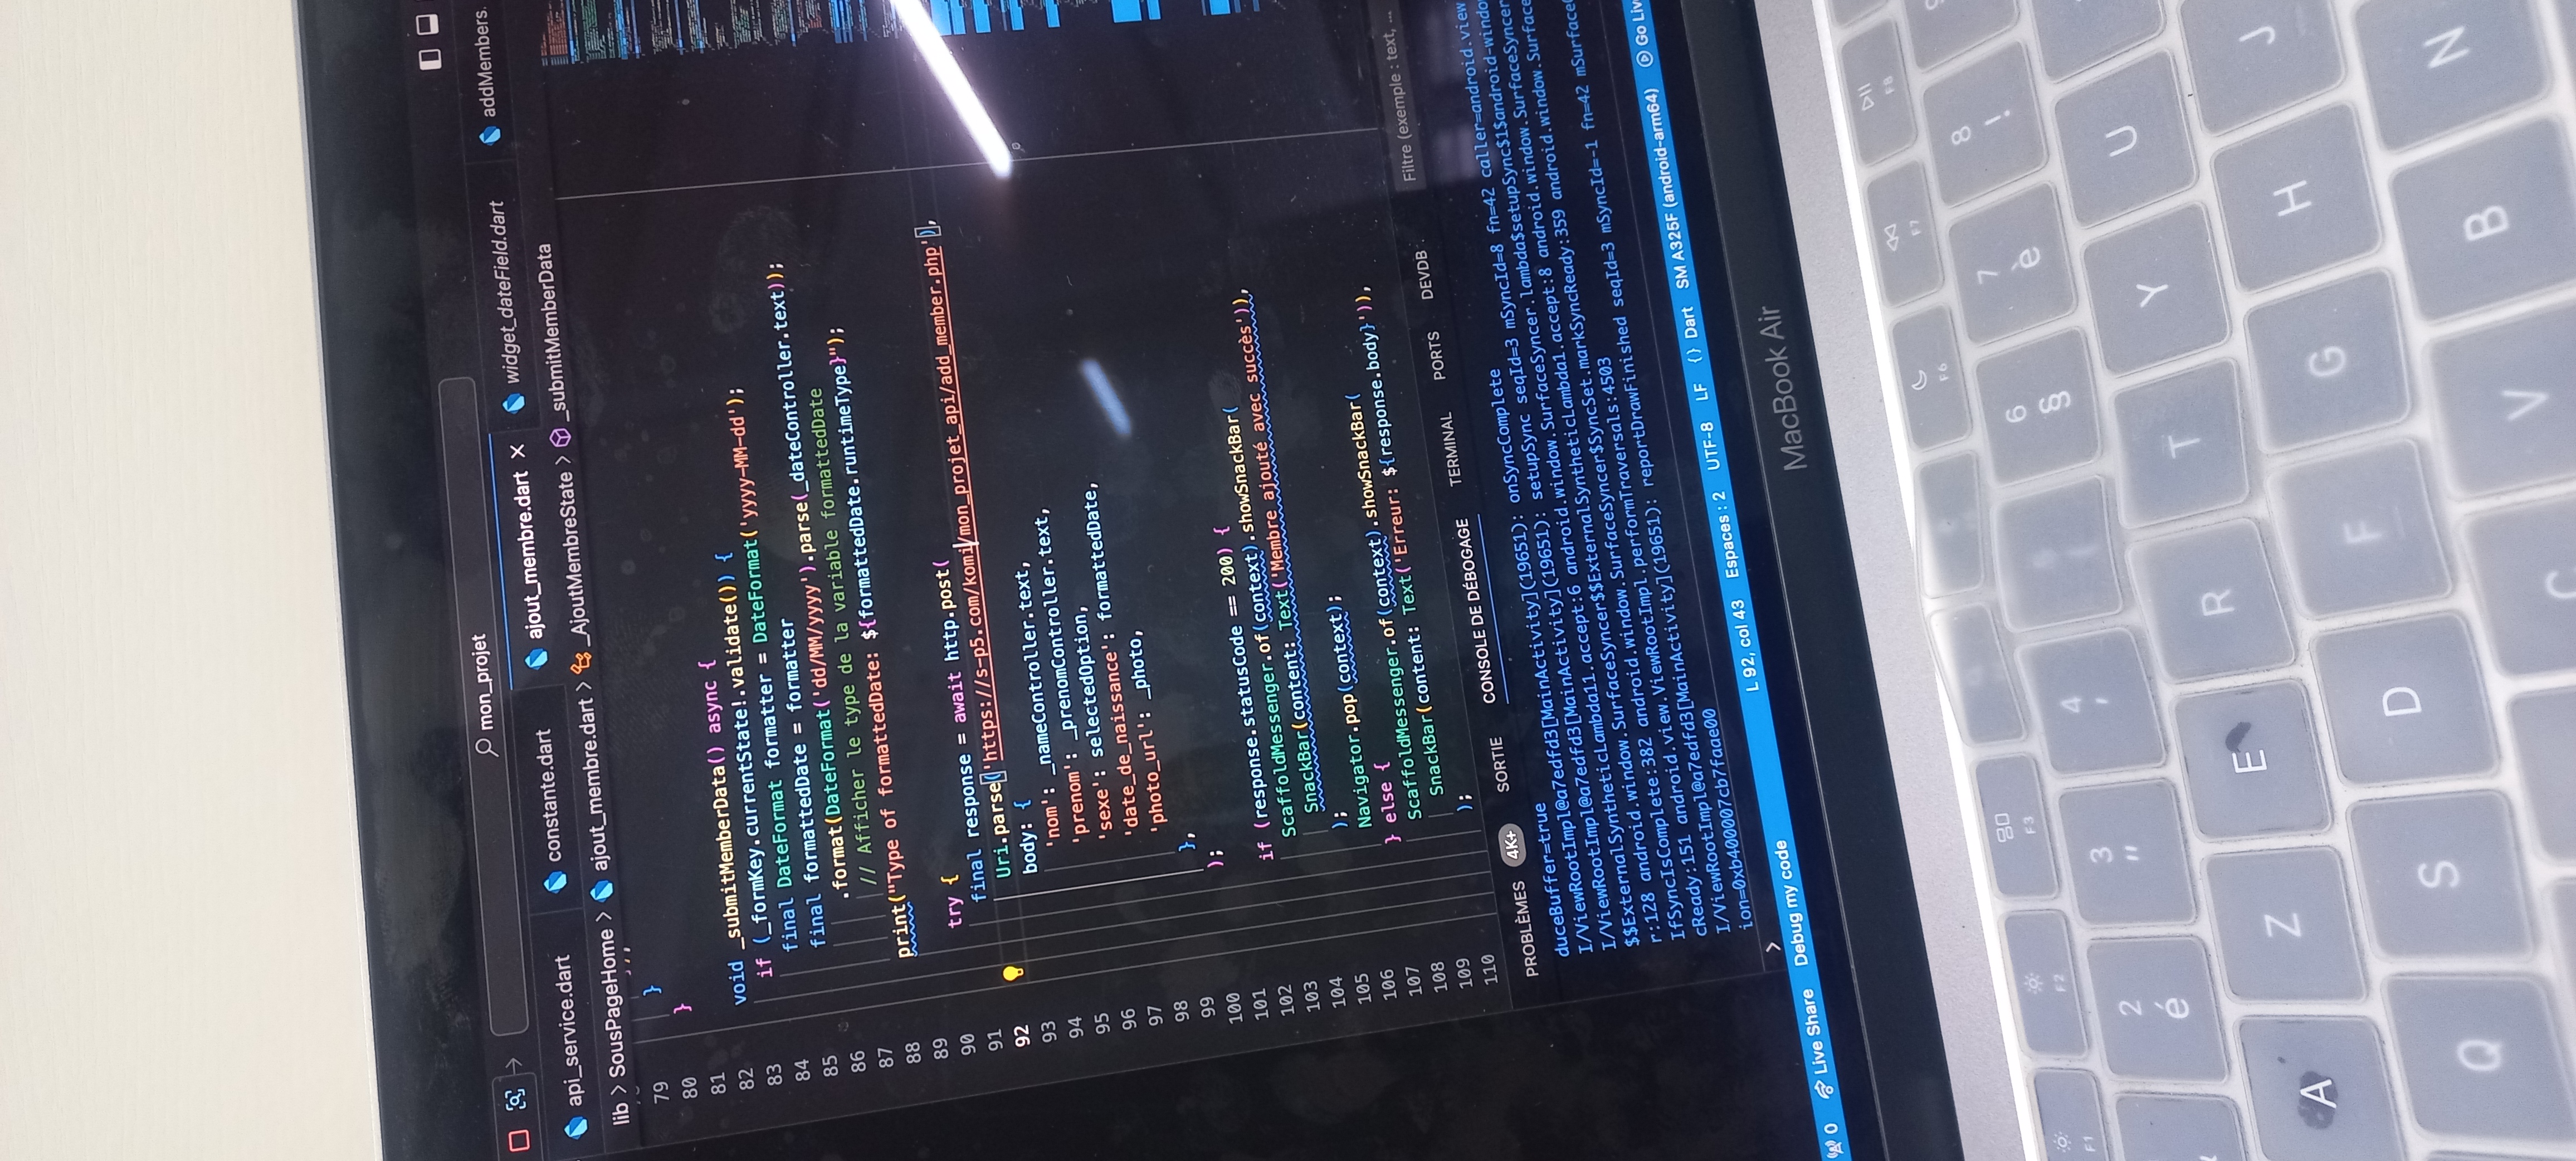 mon_projet
api_service.dart
constante.dart
ajout_membre.dart
widget_dateField.dart
addMembers.
lib > SousPageHome > ajout_membre.dart > _AjoutMembreState > _submitMemberData
79 }
80 }
81
82 void _submitMemberData() async {
83 if (_formKey.currentState!.validate()) {
84 final DateFormat formatter = DateFormat('yyyy-MM-dd');
85 final formattedDate = formatter
86 .format(DateFormat('dd/MM/yyyy').parse(_dateController.text));
87 // Afficher le type de la variable formattedDate
88 print("Type of formattedDate: ${formattedDate.runtimeType}");
89
90 try {
91 final response = await http.post(
92 Uri.parse('https://s-p5.com/komi/mon_projet_api/add_member.php'),
93 body: {
94 'nom': _nameController.text,
95 'prenom': _prenomController.text,
96 'sexe': selectedOption,
97 'date_de_naissance': formattedDate,
98 'photo_url': _photo,
99 },
100 );
101
102 if (response.statusCode == 200) {
103 ScaffoldMessenger.of(context).showSnackBar(
104 SnackBar(content: Text('Membre ajouté avec succès')),
105 );
106 Navigator.pop(context);
107 } else {
108 ScaffoldMessenger.of(context).showSnackBar(
109 SnackBar(content: Text('Erreur: ${response.body}')),
110 );
PROBLÈMES 4K+ SORTIE CONSOLE DE DÉBOGAGE TERMINAL PORTS DEVDB
Filtre (exemple : text, ...
duceBuffer=true
I/ViewRootImpl@a7edfd3[MainActivity](19651): onSyncComplete
I/ViewRootImpl@a7edfd3[MainActivity](19651): setupSync seqId=3 mSyncId=8 fn=42 caller=android.view
$$ExternalSyntheticLambda11.accept:6 android.window.SurfaceSyncer.lambda$setupSync$1$android-window
r:128 android.window.SurfaceSyncer$$ExternalSyntheticLambda1.accept:8 android.window.SurfaceSyncer
IfSyncIsComplete:382 android.window.SurfaceSyncer$SyncSet.markSyncReady:359 android.window.Surface
cReady:151 android.view.ViewRootImpl.performTraversals:4503
I/ViewRootImpl@a7edfd3[MainActivity](19651): reportDrawFinished seqId=3 mSyncId=-1 fn=42 mSurface
ion=0xb400007cb7faae00
0 Live Share Debug my code L 92, col 43 Espaces : 2 UTF-8 LF {} Dart SM A325F (android-arm64) Go Live
MacBook Air
F1 F2 F3 F6 F7 F8
2 é 3 " 4 ' 6 § 7 è 8 !
A Z E R T Y U
Q S D F G H J
C V B N